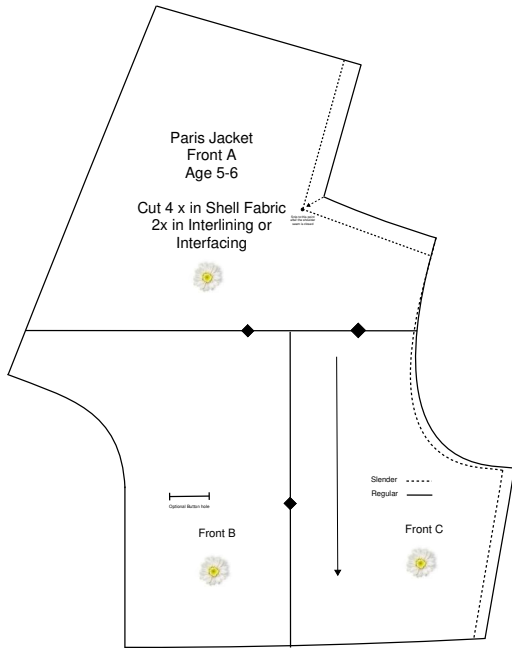 Paris Jacket
Front A
Age 5-6
Cut 4 x in Shell Fabric
2x in Interlining or
Interfacing
Slender
Regular
Optional Button hole
Front B
Front C